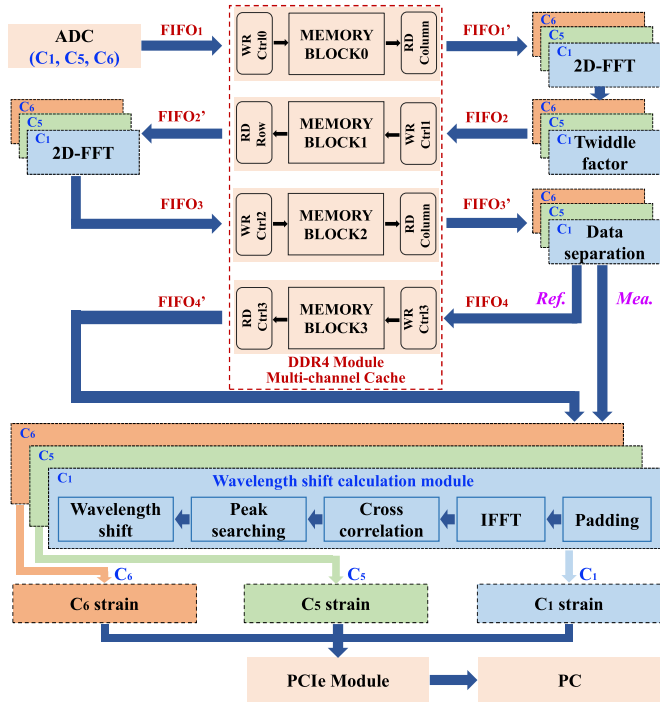 ADC
(C1, C5, C6)
FIFO1
WR
Ctrl0
MEMORY
BLOCK0
RD
Column
FIFO1'
C6
C5
C1
2D-FFT
C6
C5
C1
2D-FFT
FIFO2'
RD
Row
MEMORY
BLOCK1
WR
Ctrl1
FIFO2
C6
C5
C1
Twiddle
factor
FIFO3
WR
Ctrl2
MEMORY
BLOCK2
RD
Column
FIFO3'
C6
C5
C1
Data
separation
FIFO4'
RD
Ctrl3
MEMORY
BLOCK3
WR
Ctrl3
FIFO4
Ref.
Mea.
DDR4 Module
Multi-channel Cache
C6
C5
C1
Wavelength shift calculation module
Wavelength
shift
Peak
searching
Cross
correlation
IFFT
Padding
C6
C5
C1
C6 strain
C5 strain
C1 strain
PCIe Module
PC